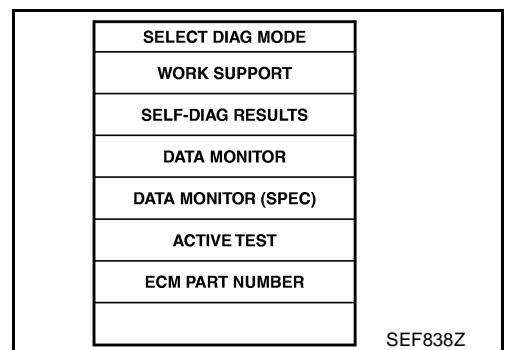 SELECT DIAG MODE
WORK SUPPORT
SELF-DIAG RESULTS
DATA MONITOR
DATA MONITOR (SPEC)
ACTIVE TEST
ECM PART NUMBER
SEF838Z